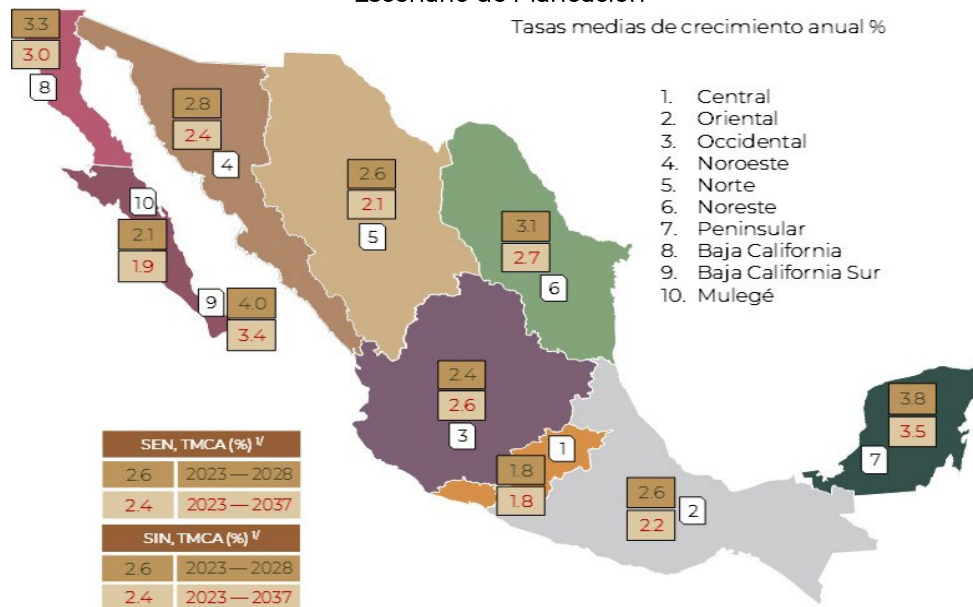 Escenario de Planeación
Tasas medias de crecimiento anual %
1. Central
2. Oriental
3. Occidental
4. Noroeste
5. Norte
6. Noreste
7. Peninsular
8. Baja California
9. Baja California Sur
10. Mulegé
3.3
3.0
8
2.8
2.4
4
2.6
2.1
5
3.1
2.7
6
10
2.1
1.9
9
4.0
3.4
2.4
2.6
3
1
1.8
1.8
2.6
2.2
2
3.8
3.5
7
SEN, TMCA (%) 1/
2.6 2023—2028
2.4 2023—2037
SIN, TMCA (%) 1/
2.6 2023—2028
2.4 2023—2037